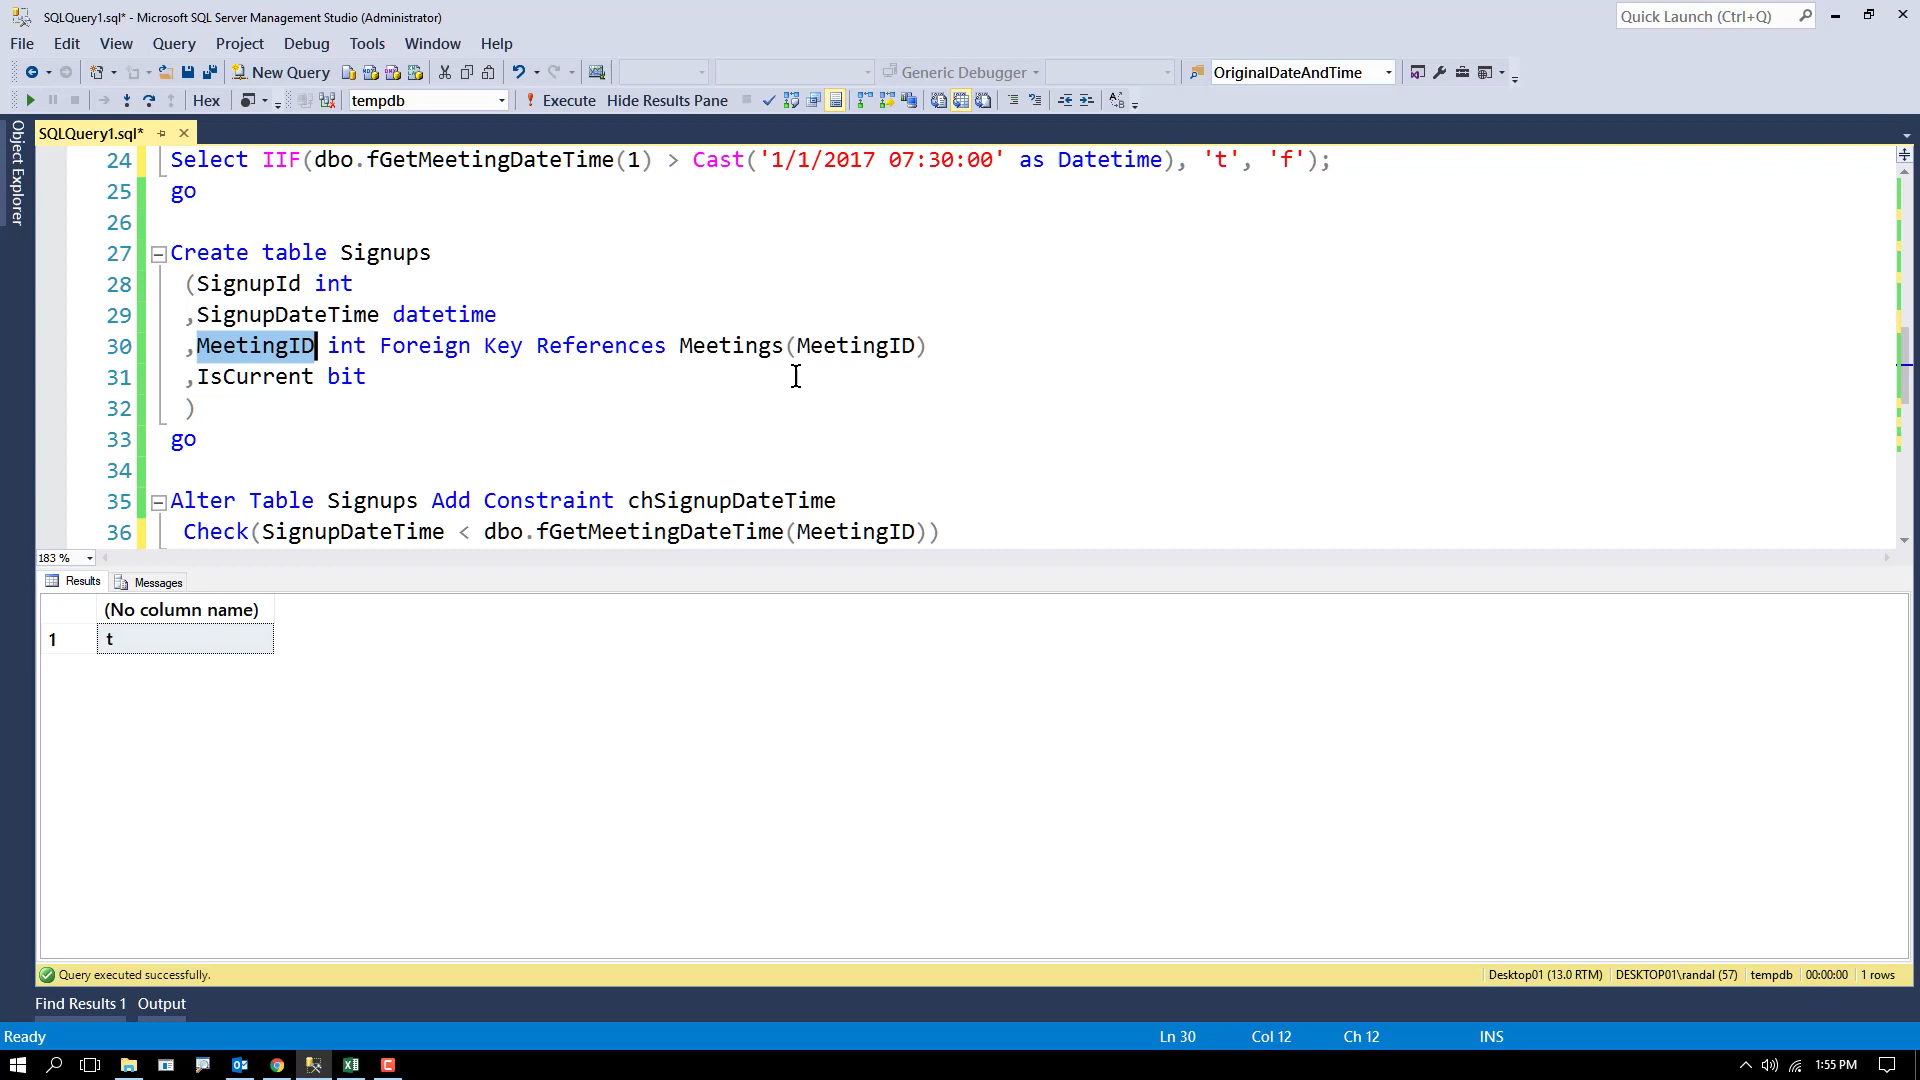 SQLQuery1.sql* - Microsoft SQL Server Management Studio (Administrator)
Quick Launch (Ctrl+Q)
File Edit View Query Project Debug Tools Window Help
New Query
Generic Debugger
OriginalDateAndTime
Hex
tempdb
Execute Hide Results Pane
Object Explorer
SQLQuery1.sql*
24 Select IIF(dbo.fGetMeetingDateTime(1) > Cast('1/1/2017 07:30:00' as Datetime), 't', 'f');
25 go
26
27 Create table Signups
28 (SignupId int
29 ,SignupDateTime datetime
30 ,MeetingID int Foreign Key References Meetings(MeetingID)
31 ,IsCurrent bit
32 )
33 go
34
35 Alter Table Signups Add Constraint chSignupDateTime
36 Check(SignupDateTime < dbo.fGetMeetingDateTime(MeetingID))
183 %
Results Messages
(No column name)
1 t
Query executed successfully.
Desktop01 (13.0 RTM) DESKTOP01\randal (57) tempdb 00:00:00 1 rows
Find Results 1 Output
Ready
Ln 30 Col 12 Ch 12 INS
1:55 PM